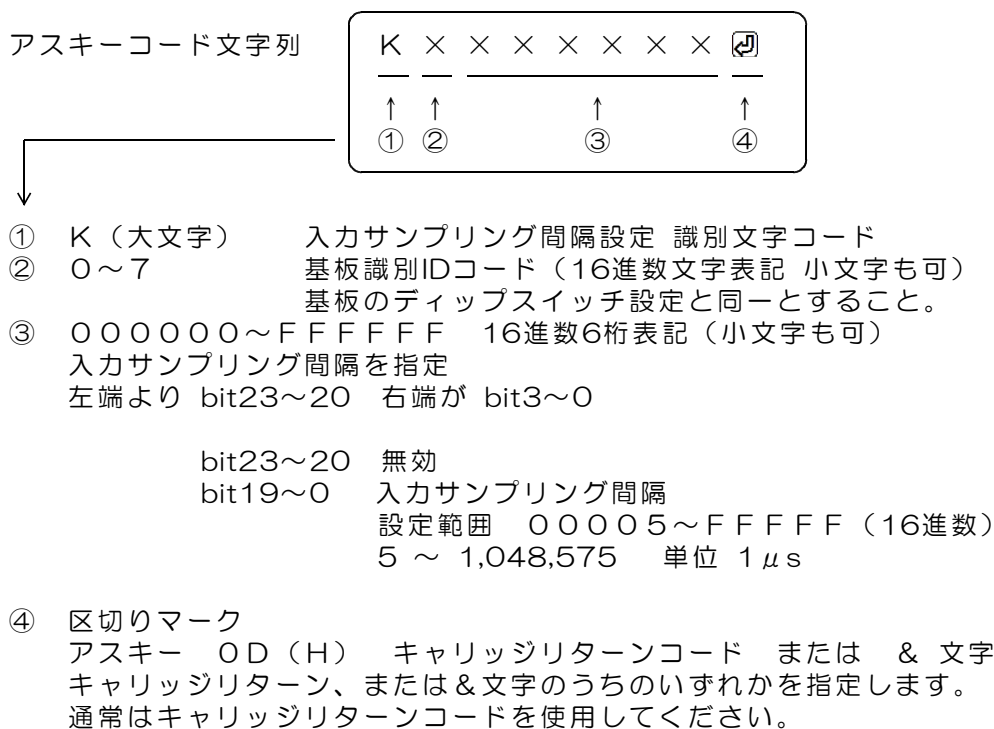 アスキーコード文字列 K × × × × × × × ↵
↑ ↑ ↑ ↑
① ② ③ ④
① K(大文字) 入力サンプリング間隔設定 識別文字コード
② 0～7 基板識別IDコード(16進数文字表記 小文字も可)
基板のディップスイッチ設定と同一とすること。
③ 000000～FFFFFF 16進数6桁表記(小文字も可)
入力サンプリング間隔を指定
左端より bit23～20 右端が bit3～0
bit23～20 無効
bit19～0 入力サンプリング間隔
設定範囲 00005～FFFFF(16進数)
5 ～ 1,048,575 単位 1μs
④ 区切りマーク
アスキー 0D(H) キャリッジリターンコード または & 文字
キャリッジリターン、または&文字のうちのいずれかを指定します。
通常はキャリッジリターンコードを使用してください。